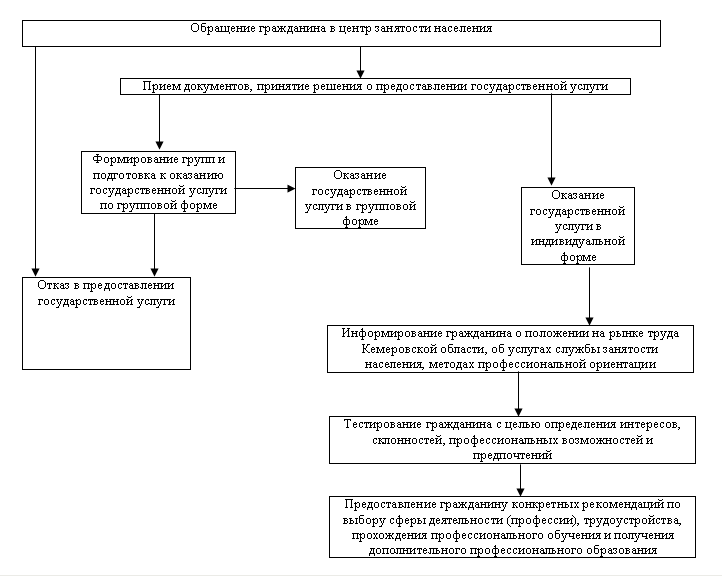 Обращение гражданина в центр занятости населения
Прием документов, принятие решения о предоставлении государственной услуги
Формирование групп и
подготовка к оказанию
государственной услуги
по групповой форме
Оказание
государственной
услуги в групповой
форме
Оказание
государственной
услуги в
индивидуальной
форме
Отказ в предоставлении
государственной услуги
Информирование гражданина о положении на рынке труда
Кемеровской области, об услугах службы занятости
населения, методах профессиональной ориентации
Тестирование гражданина с целью определения интересов,
склонностей, профессиональных возможностей и
предпочтений
Предоставление гражданину конкретных рекомендаций по
выбору сферы деятельности (профессии), трудоустройства,
прохождения профессионального обучения и получения
дополнительного профессионального образования